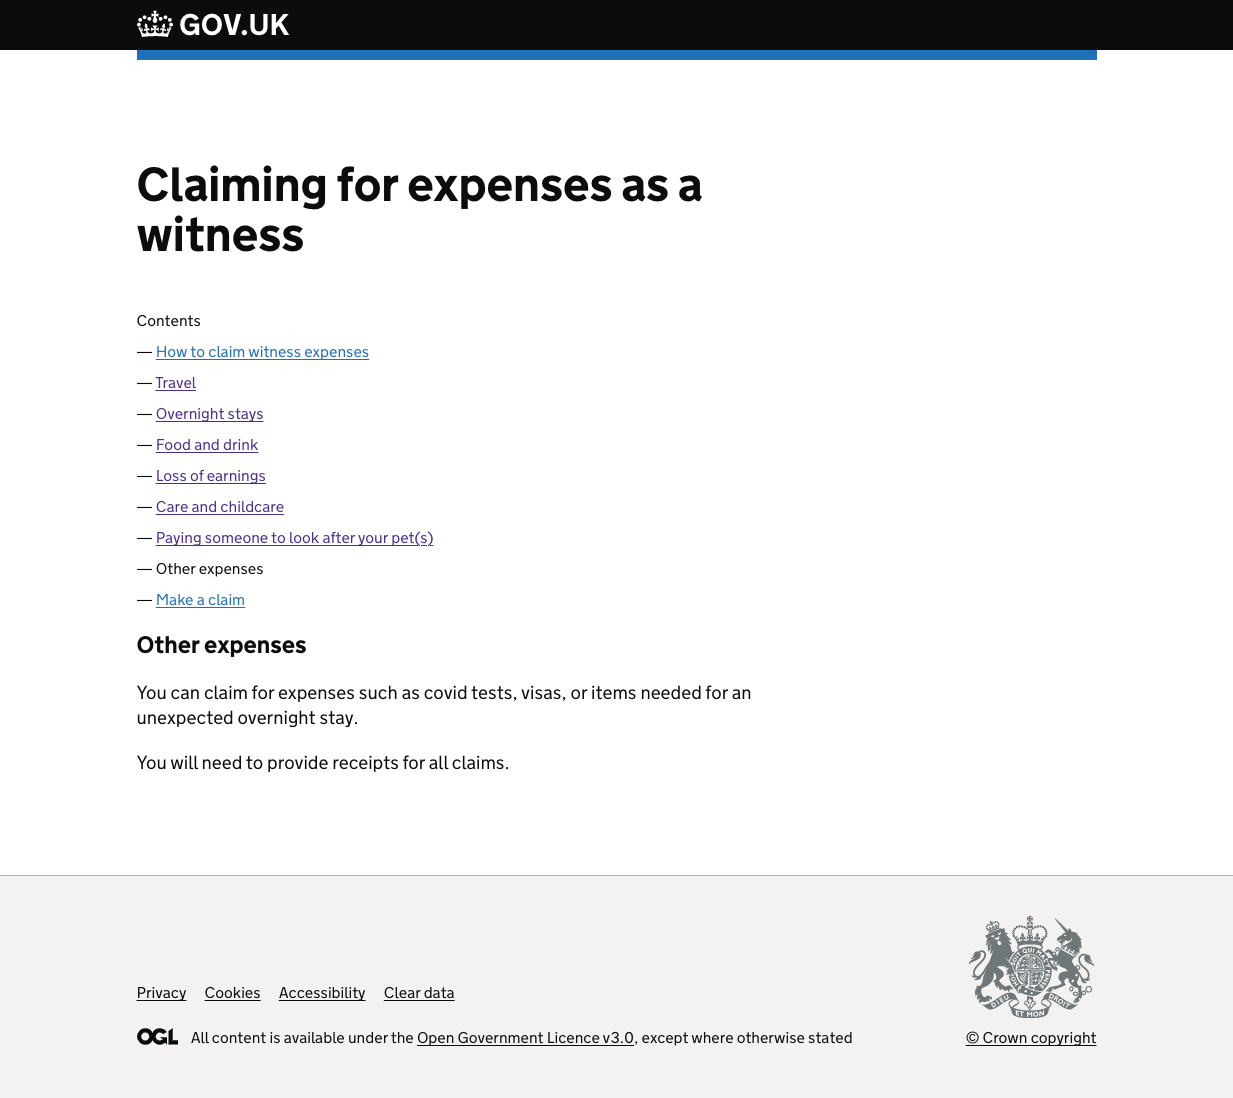 GOV.UK
Claiming for expenses as a
witness
Contents
— How to claim witness expenses
— Travel
— Overnight stays
— Food and drink
— Loss of earnings
— Care and childcare
— Paying someone to look after your pet(s)
— Other expenses
— Make a claim
Other expenses
You can claim for expenses such as covid tests, visas, or items needed for an
unexpected overnight stay.
You will need to provide receipts for all claims.
Privacy Cookies Accessibility Clear data
OGL All content is available under the Open Government Licence v3.0, except where otherwise stated
DIEU ET MON DROIT
© Crown copyright